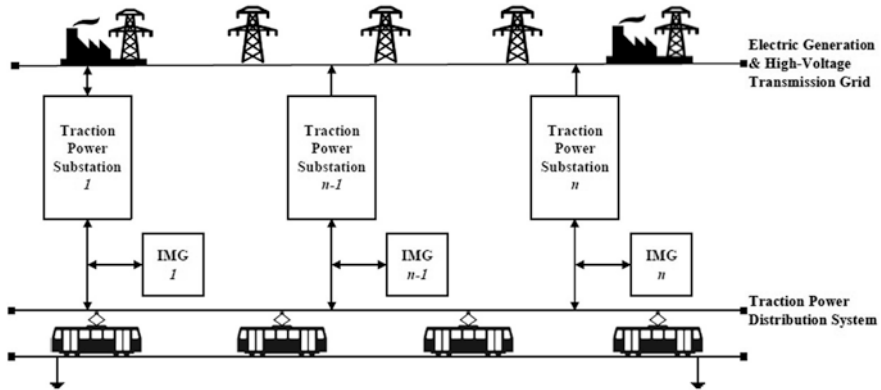 Electric Generation
& High-Voltage
Transmission Grid
Traction
Power
Substation
1
Traction
Power
Substation
n-1
Traction
Power
Substation
n
IMG
1
IMG
n-1
IMG
n
Traction Power
Distribution System